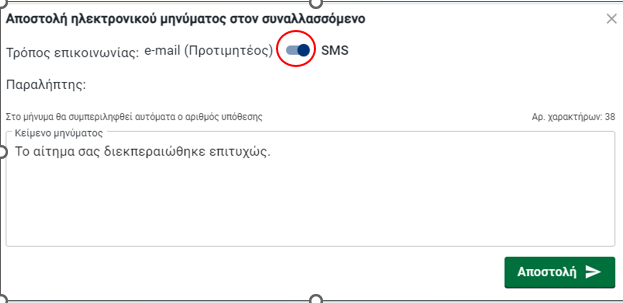 Αποστολή ηλεκτρονικού μηνύματος στον συναλλασσόμενο
Τρόπος επικοινωνίας: e-mail (Προτιμητέος) SMS
Παραλήπτης:
Στο μήνυμα θα συμπεριληφθεί αυτόματα ο αριθμός υπόθεσης Αρ. χαρακτήρων: 38
Κείμενο μηνύματος
Το αίτημα σας διεκπεραιώθηκε επιτυχώς.
Αποστολή